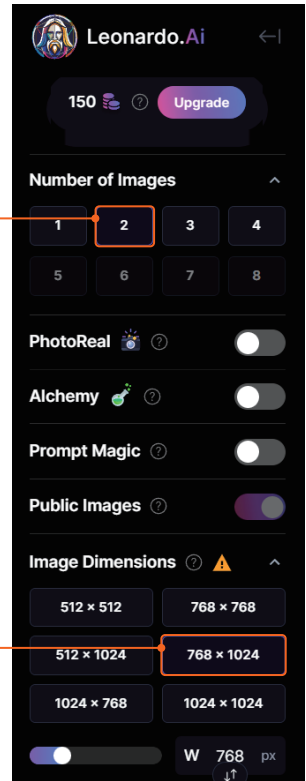 Leonardo.Ai
150 ? Upgrade
Number of Images
1 2 3 4
5 6 7 8
PhotoReal ?
Alchemy ?
Prompt Magic ?
Public Images ?
Image Dimensions ?
512 × 512 768 × 768
512 × 1024 768 × 1024
1024 × 768 1024 × 1024
W 768 px